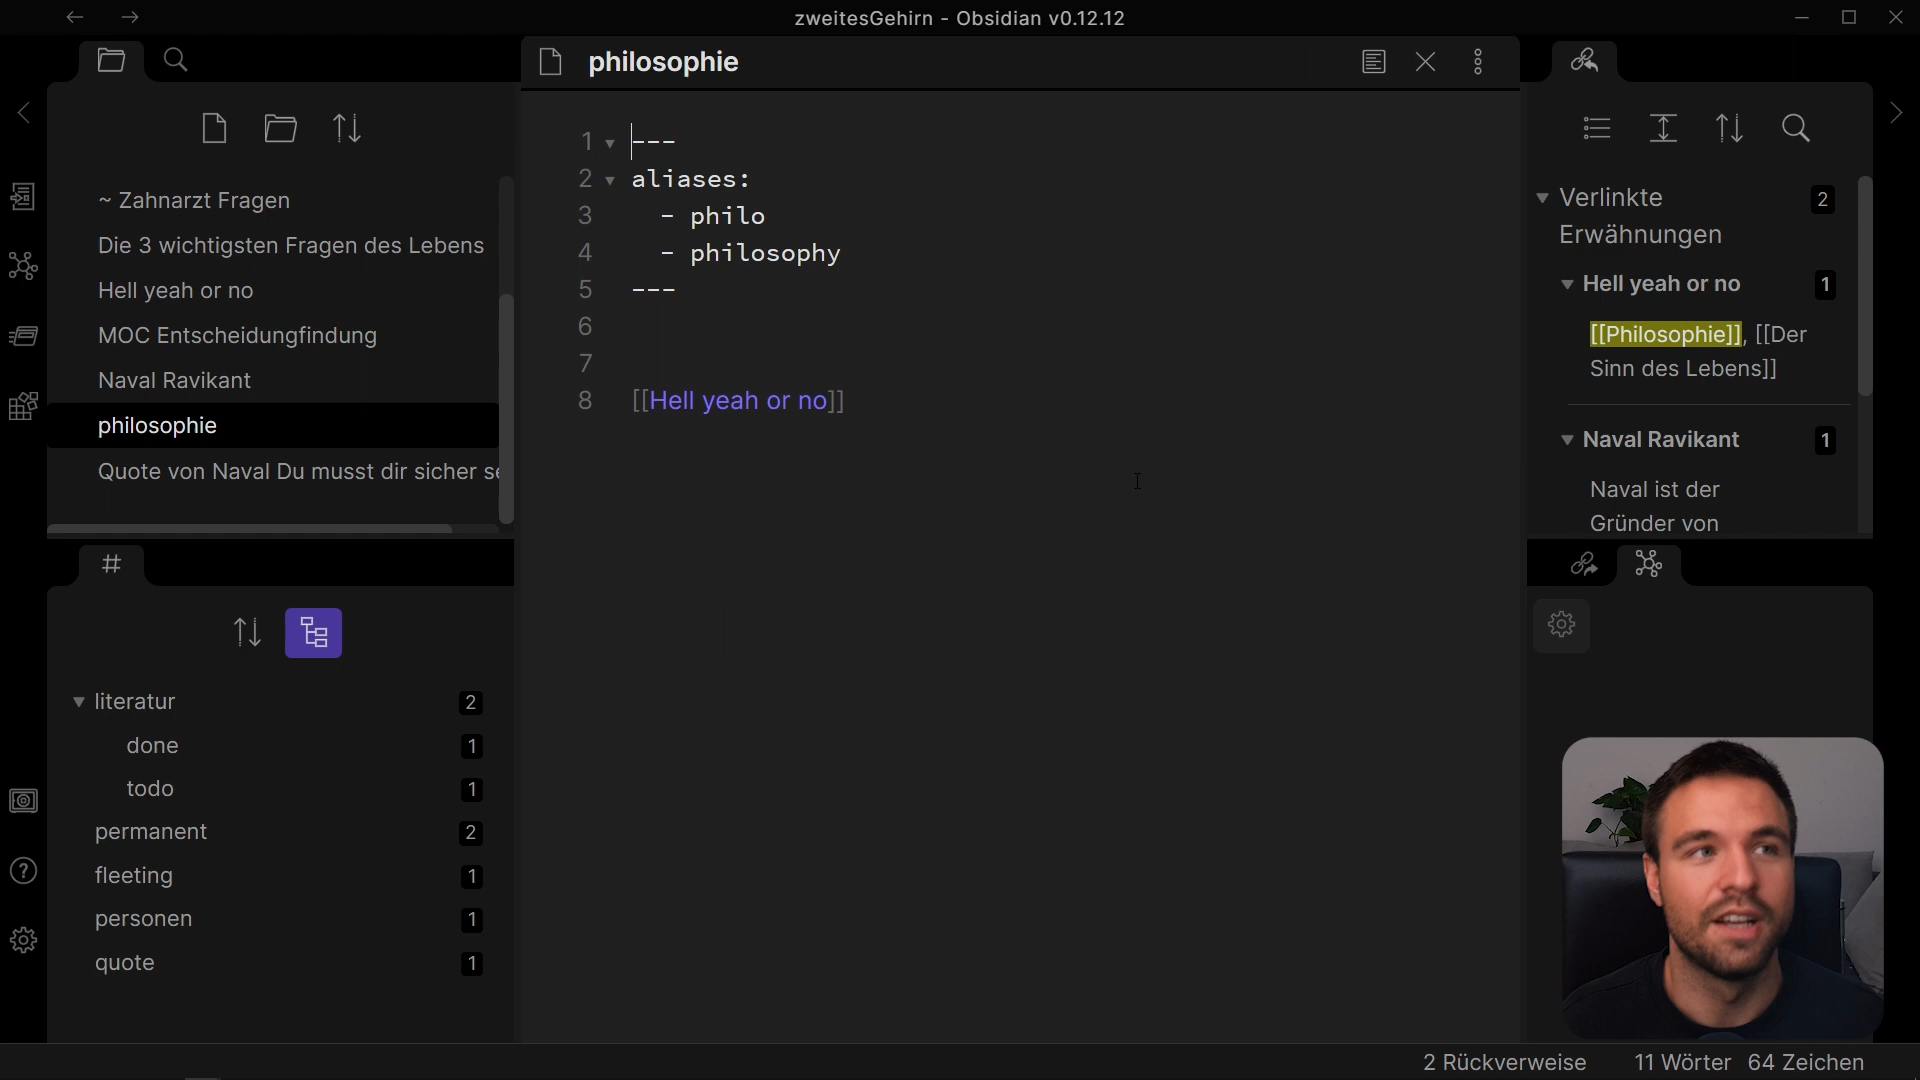 zweitesGehirn - Obsidian v0.12.12
philosophie
~ Zahnarzt Fragen
Die 3 wichtigsten Fragen des Lebens
Hell yeah or no
MOC Entscheidungfindung
Naval Ravikant
philosophie
Quote von Naval Du musst dir sicher
#
literatur 2
done 1
todo 1
permanent 2
fleeting 1
personen 1
quote 1
1 ---
2 aliases:
3 - philo
4 - philosophy
5 ---
6
7
8 [[Hell yeah or no]]
Verlinkte 2
Erwähnungen
Hell yeah or no 1
[[Philosophie]], [[Der
Sinn des Lebens]]
Naval Ravikant 1
Naval ist der
Gründer von
2 Rückverweise 11 Wörter 64 Zeichen